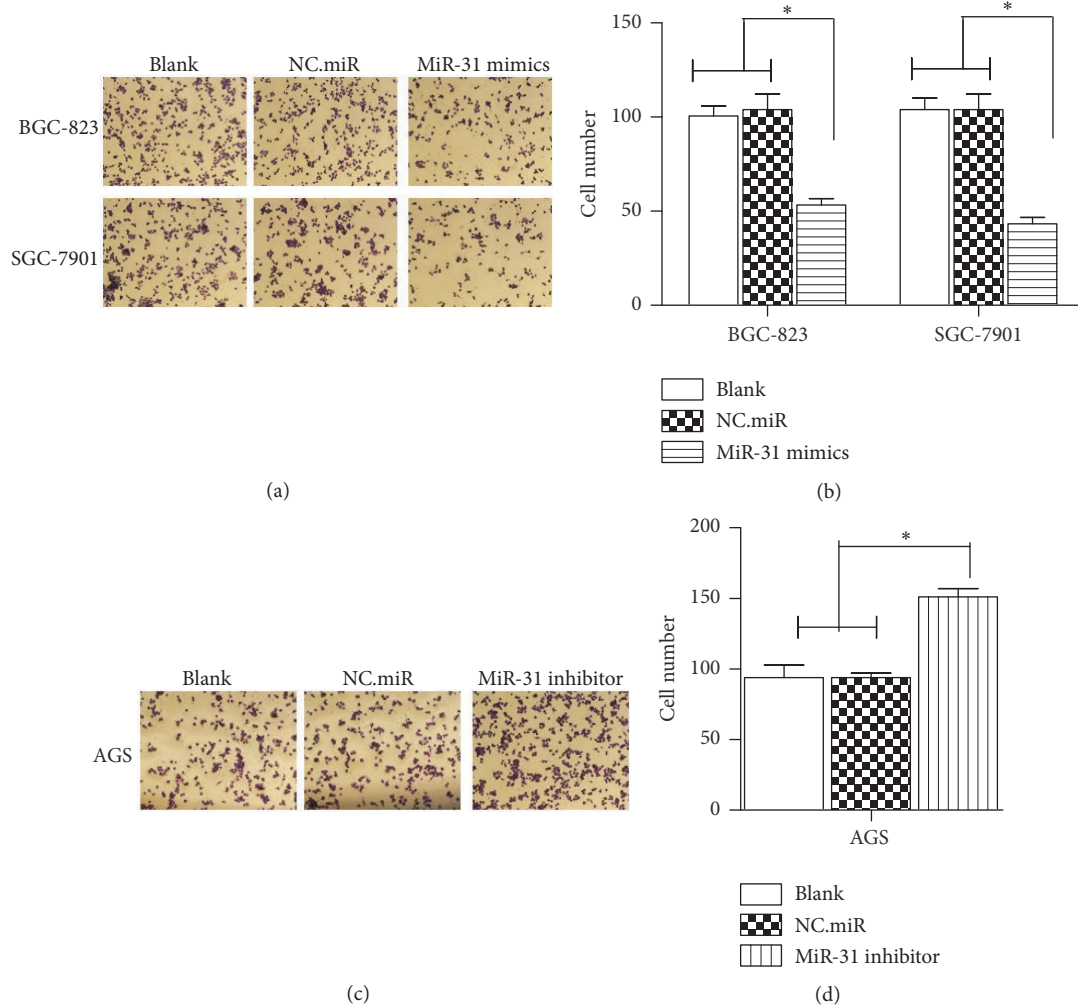 Blank NC.miR MiR-31 mimics
BGC-823
SGC-7901
(a)
*
*
150
100
50
0
Cell number
BGC-823 SGC-7901
Blank
NC.miR
MiR-31 mimics
(b)
Blank NC.miR MiR-31 inhibitor
AGS
(c)
*
200
150
100
50
0
Cell number
AGS
Blank
NC.miR
MiR-31 inhibitor
(d)